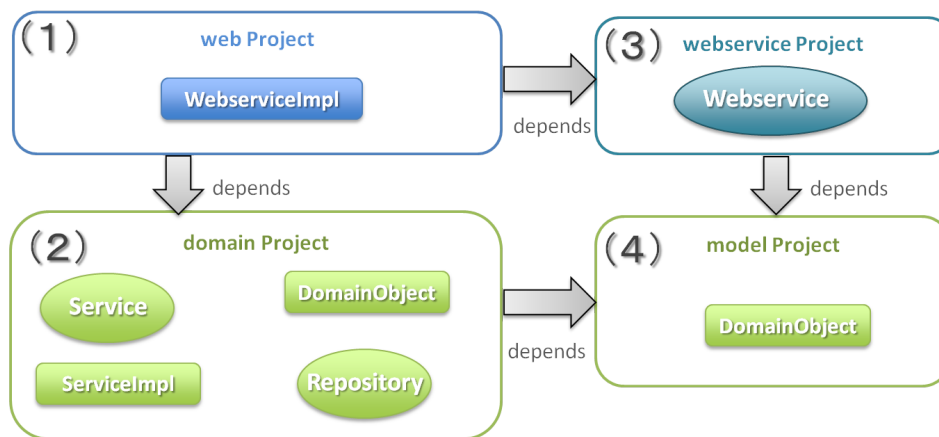 (1)
web Project
WebserviceImpl
depends
(3)
webservice Project
Webservice
depends
depends
(2)
domain Project
Service
DomainObject
ServiceImpl
Repository
depends
(4)
model Project
DomainObject